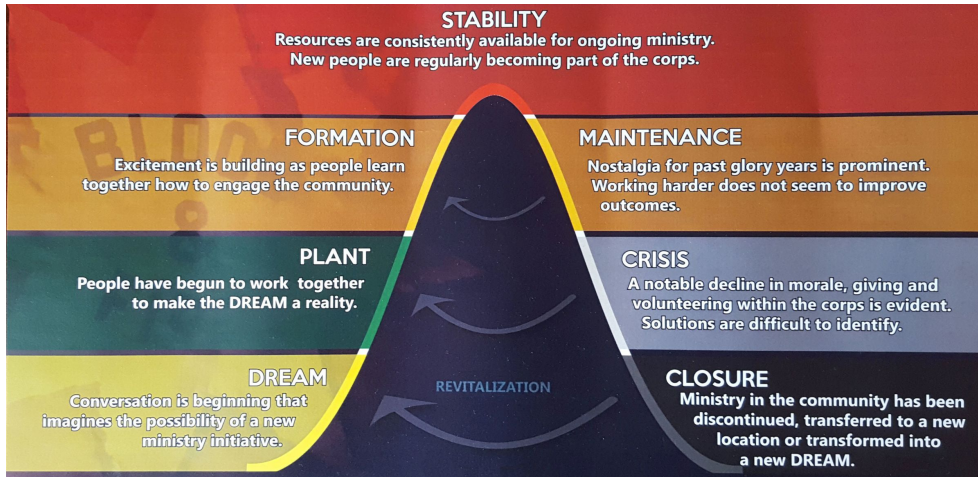 STABILITY
Resources are consistently available for ongoing ministry.
New people are regularly becoming part of the corps.
FORMATION
Excitement is building as people learn
together how to engage the community.
MAINTENANCE
Nostalgia for past glory years is prominent.
Working harder does not seem to improve
outcomes.
PLANT
People have begun to work together
to make the DREAM a reality.
CRISIS
A notable decline in morale, giving and
volunteering within the corps is evident.
Solutions are difficult to identify.
DREAM
Conversation is beginning that
imagines the possibility of a new
ministry initiative.
REVITALIZATION
CLOSURE
Ministry in the community has been
discontinued, transferred to a new
location or transformed into
a new DREAM.